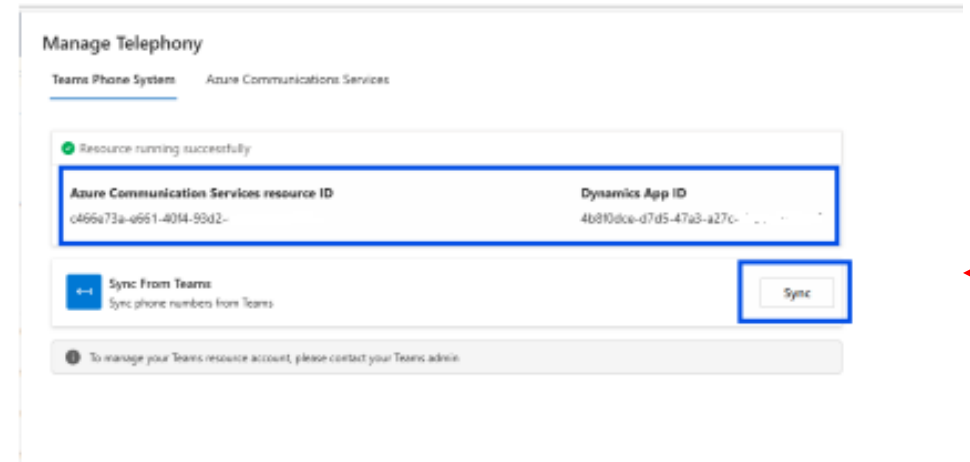 Manage Telephony
Teams Phone System Azure Communications Services
Resource running successfully
Azure Communication Services resource ID Dynamics App ID
c466e73a-e661-40f4-93d2- 4b8f0dce-d7d5-47a3-a27c-
Sync From Teams
Sync phone numbers from Teams
Sync
To manage your Teams resource account, please contact your Teams admin